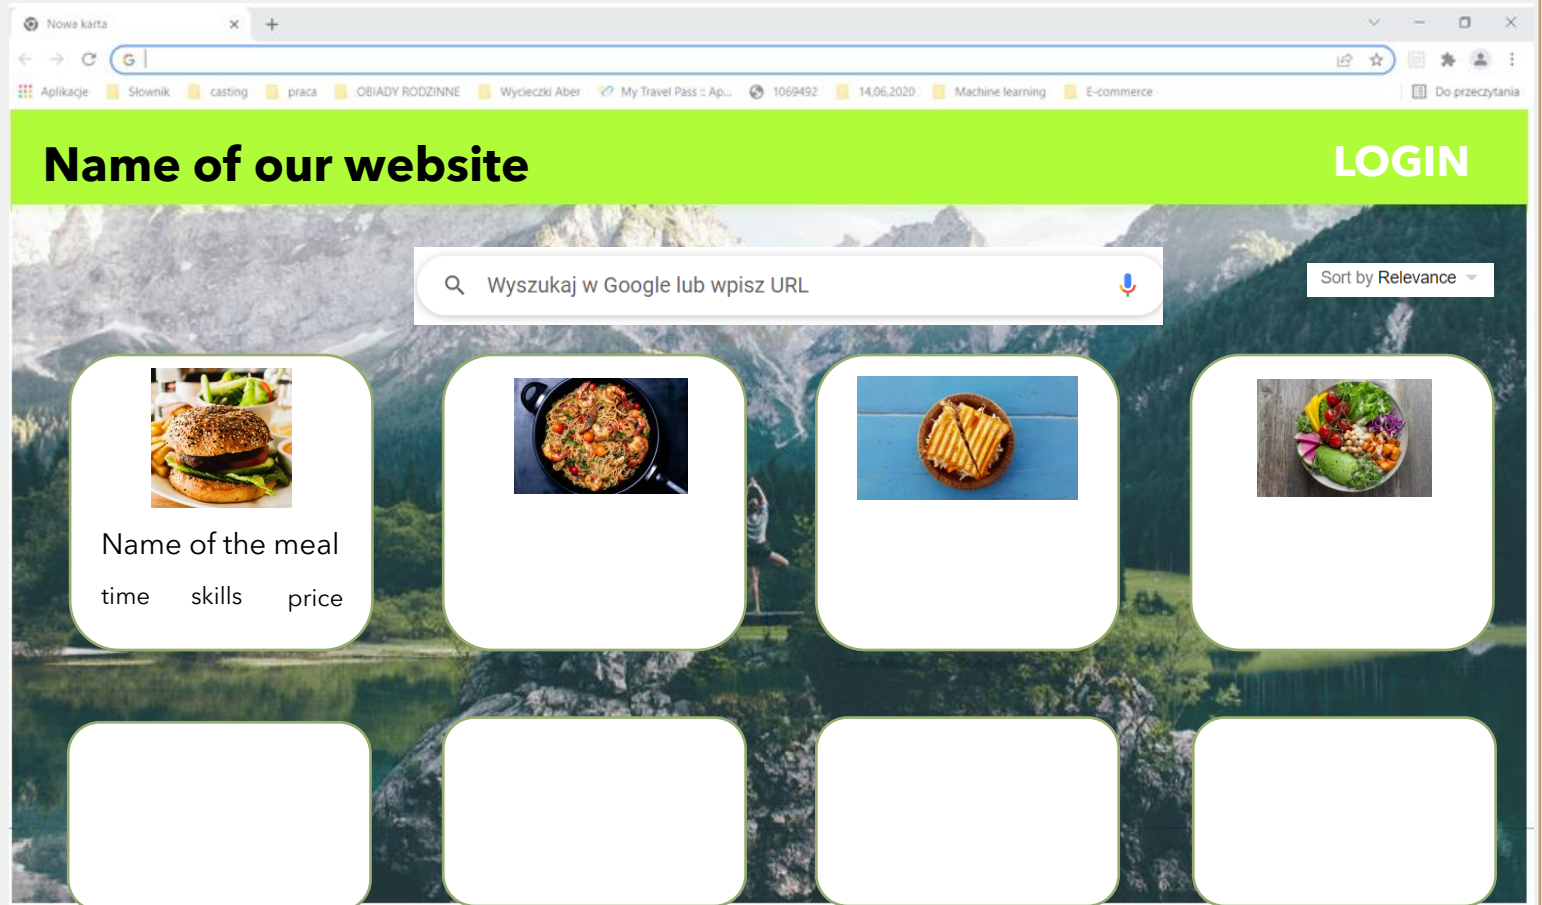 Nowa karta
G
Aplikacje Słownik casting praca OBIADY RODZINNE Wycieczki Aber My Travel Pass :: Ap... 1069492 14,06,2020 Machine learning E-commerce Do przeczytania
Name of our website LOGIN
Wyszukaj w Google lub wpisz URL
Sort by Relevance
Name of the meal
time skills price